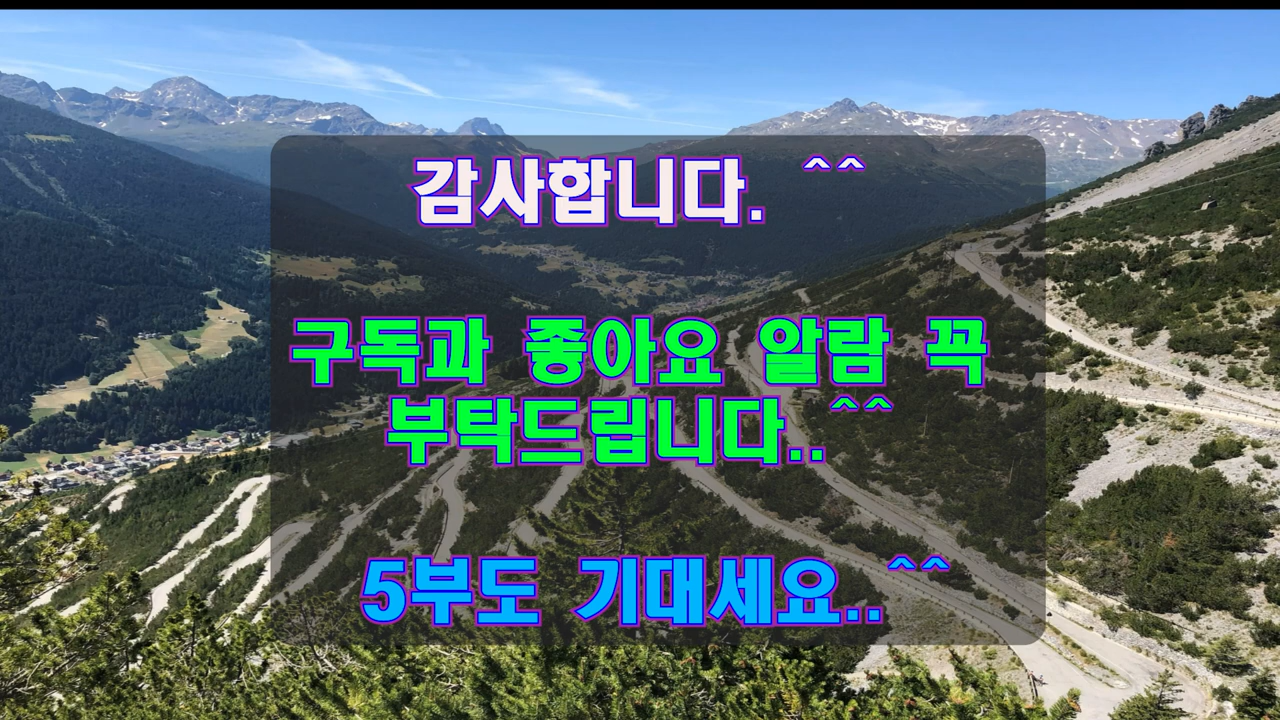 감사합니다. ^^
구독과 좋아요 알람 꼭
부탁드립니다..^^
5부도 기대세요..^^